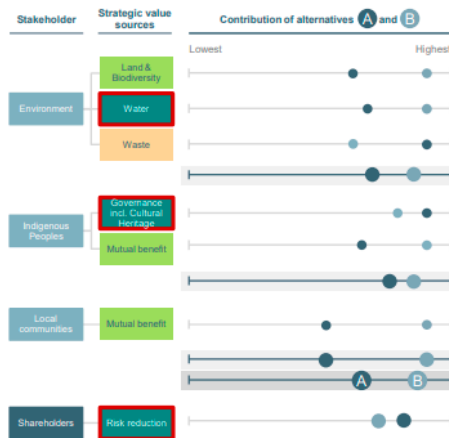 Stakeholder
Strategic value
sources
Contribution of alternatives A and B
Lowest
Highest
Environment
Land &
Biodiversity
Water
Waste
Indigenous
Peoples
Governance
incl. Cultural
Heritage
Mutual benefit
Local
communities
Mutual benefit
A
B
Shareholders
Risk reduction